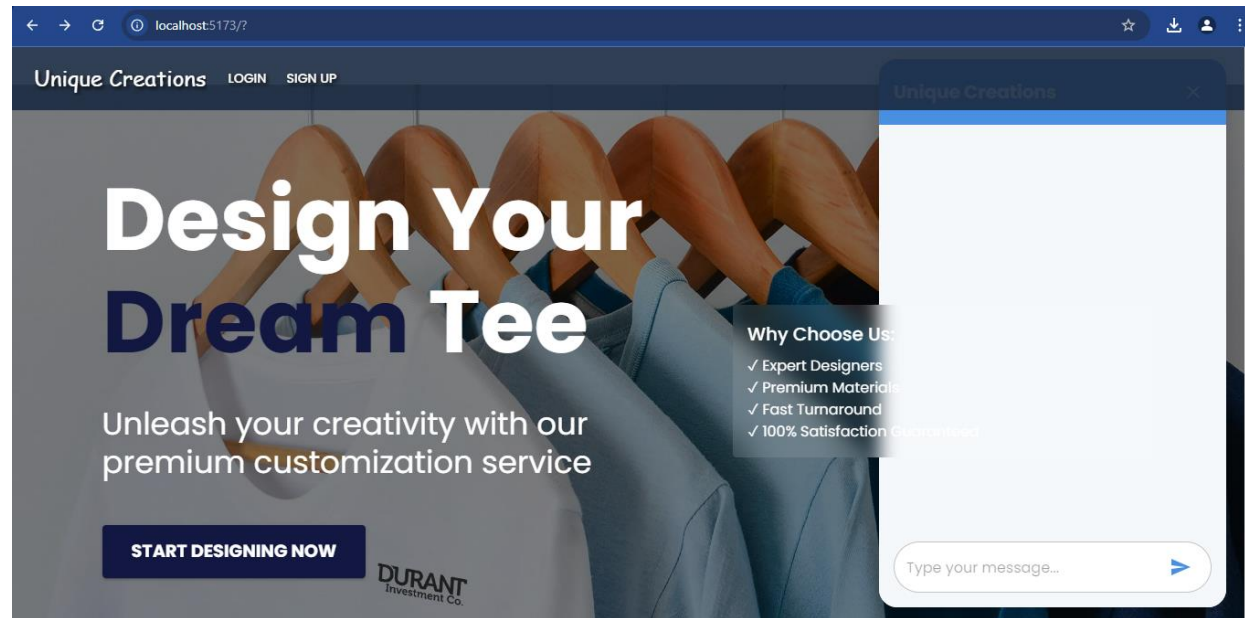 localhost:5173/?
Unique Creations LOGIN SIGN UP
Unique Creations
Design Your
Dream Tee
Why Choose Us:
✓ Expert Designers
✓ Premium Materials
✓ Fast Turnaround
✓ 100% Satisfaction Guaranteed
Unleash your creativity with our
premium customization service
START DESIGNING NOW
DURANT
Investment Co.
Type your message...